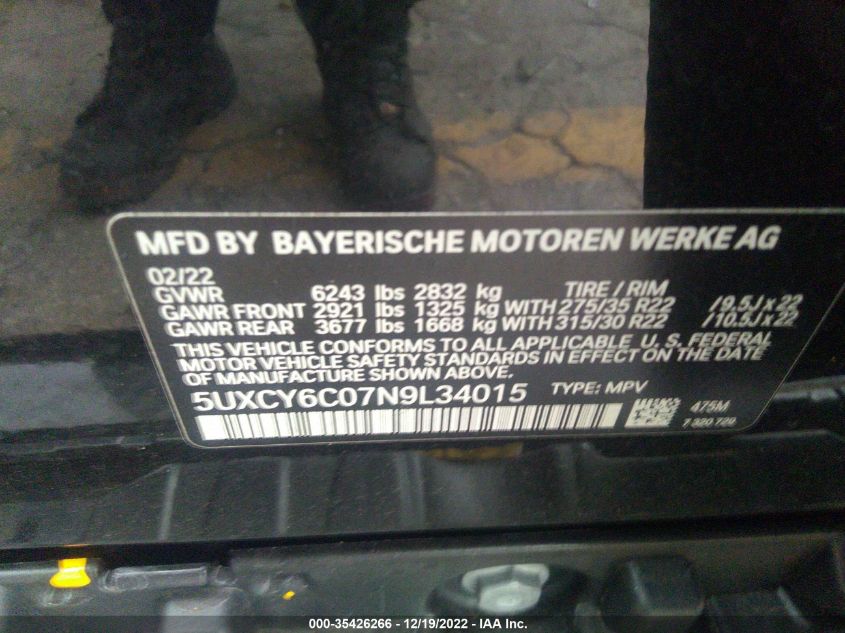 MFD BY BAYERISCHE MOTOREN WERKE AG
02/22
GVWR 6243 lbs 2832 kg TIRE / RIM
GAWR FRONT 2921 lbs 1325 kg WITH 275/35 R22 /9.5J x 22
GAWR REAR 3677 lbs 1668 kg WITH 315/30 R22 /10.5J x 22
THIS VEHICLE CONFORMS TO ALL APPLICABLE U. S. FEDERAL
MOTOR VEHICLE SAFETY STANDARDS IN EFFECT ON THE DATE
OF MANUFACTURE SHOWN ABOVE.
5UXCY6C07N9L34015 TYPE: MPV
475M
7 320 720
000-35426266 - 12/19/2022 - IAA Inc.